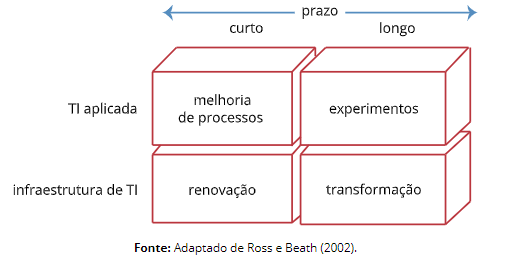 prazo
curto longo
TI aplicada
melhoria
de processos
experimentos
infraestrutura de TI
renovação
transformação
Fonte: Adaptado de Ross e Beath (2002).